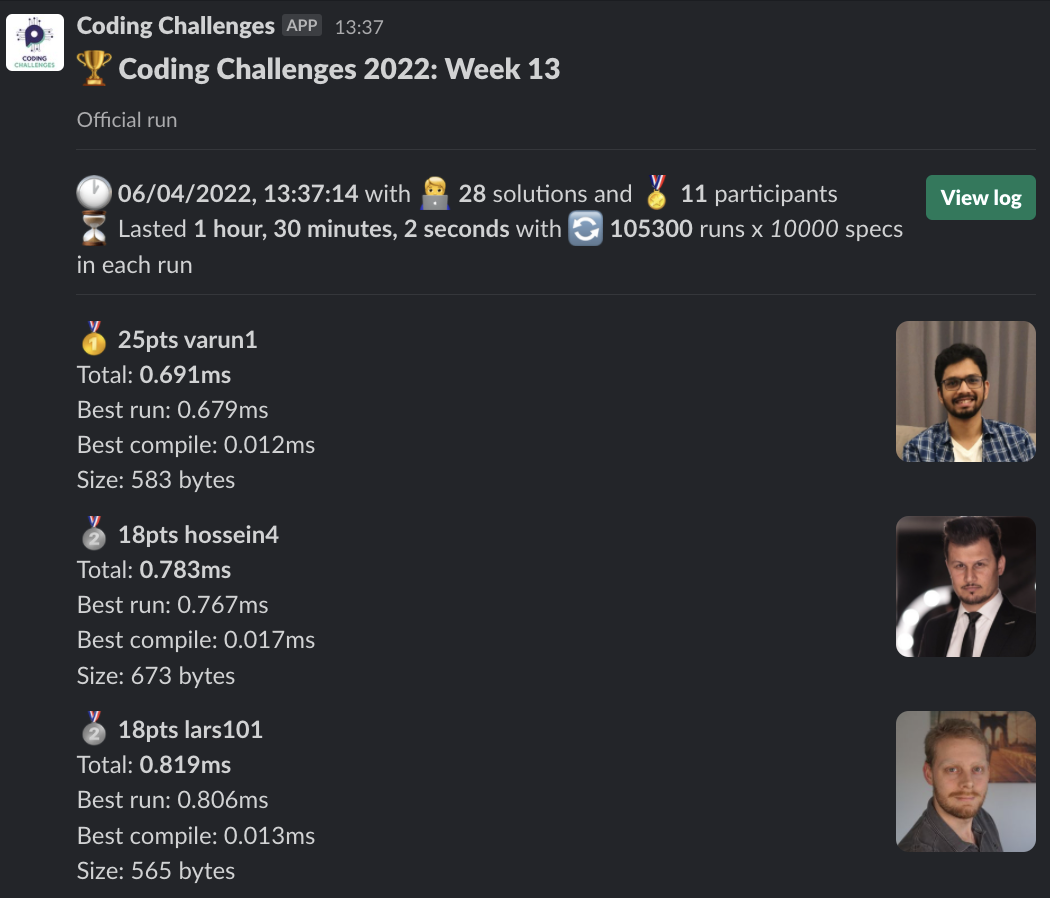 Coding Challenges APP 13:37
CODING
CHALLENGES
Coding Challenges 2022: Week 13
Official run
06/04/2022, 13:37:14 with 28 solutions and 11 participants
View log
Lasted 1 hour, 30 minutes, 2 seconds with 105300 runs x 10000 specs
in each run
1 25pts varun1
Total: 0.691ms
Best run: 0.679ms
Best compile: 0.012ms
Size: 583 bytes
2 18pts hossein4
Total: 0.783ms
Best run: 0.767ms
Best compile: 0.017ms
Size: 673 bytes
2 18pts lars101
Total: 0.819ms
Best run: 0.806ms
Best compile: 0.013ms
Size: 565 bytes